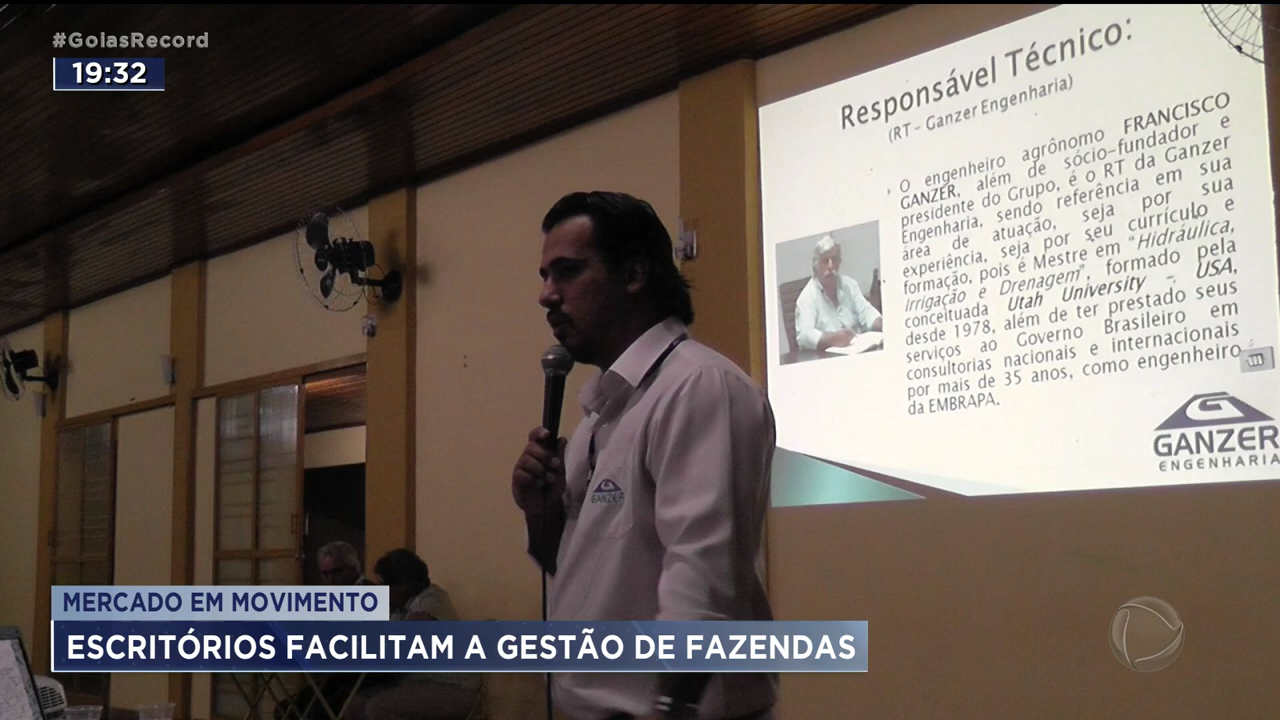 #GoiasRecord
19:32
Responsável Técnico:
(RT - Ganzer Engenharia)
O engenheiro agrônomo FRANCISCO
GANZER, além de sócio-fundador e
presidente do Grupo, é o RT da Ganzer
Engenharia, sendo referência em sua
área de atuação, seja por sua
experiência, seja por seu currículo e
formação, pois é Mestre em "Hidráulica,
Irrigação e Drenagem", formado pela
conceituada Utah University - USA,
desde 1978, além de ter prestado seus
serviços ao Governo Brasileiro em
consultorias nacionais e internacionais
por mais de 35 anos, como engenheiro
da EMBRAPA.
GANZER
ENGENHARIA
GANZER
MERCADO EM MOVIMENTO
ESCRITÓRIOS FACILITAM A GESTÃO DE FAZENDAS